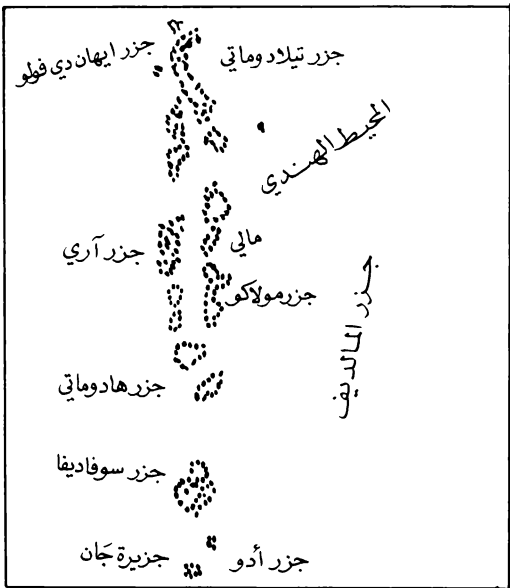 جزر ايهان دي فولو
جزر تيلادوماتي
المحيط الهندي
مالي
جزر آري
جزر مولاكو
جزر المالديف
جزر هادوماتي
جزر سوفاديفا
جزر أدو
جزيرة جَان